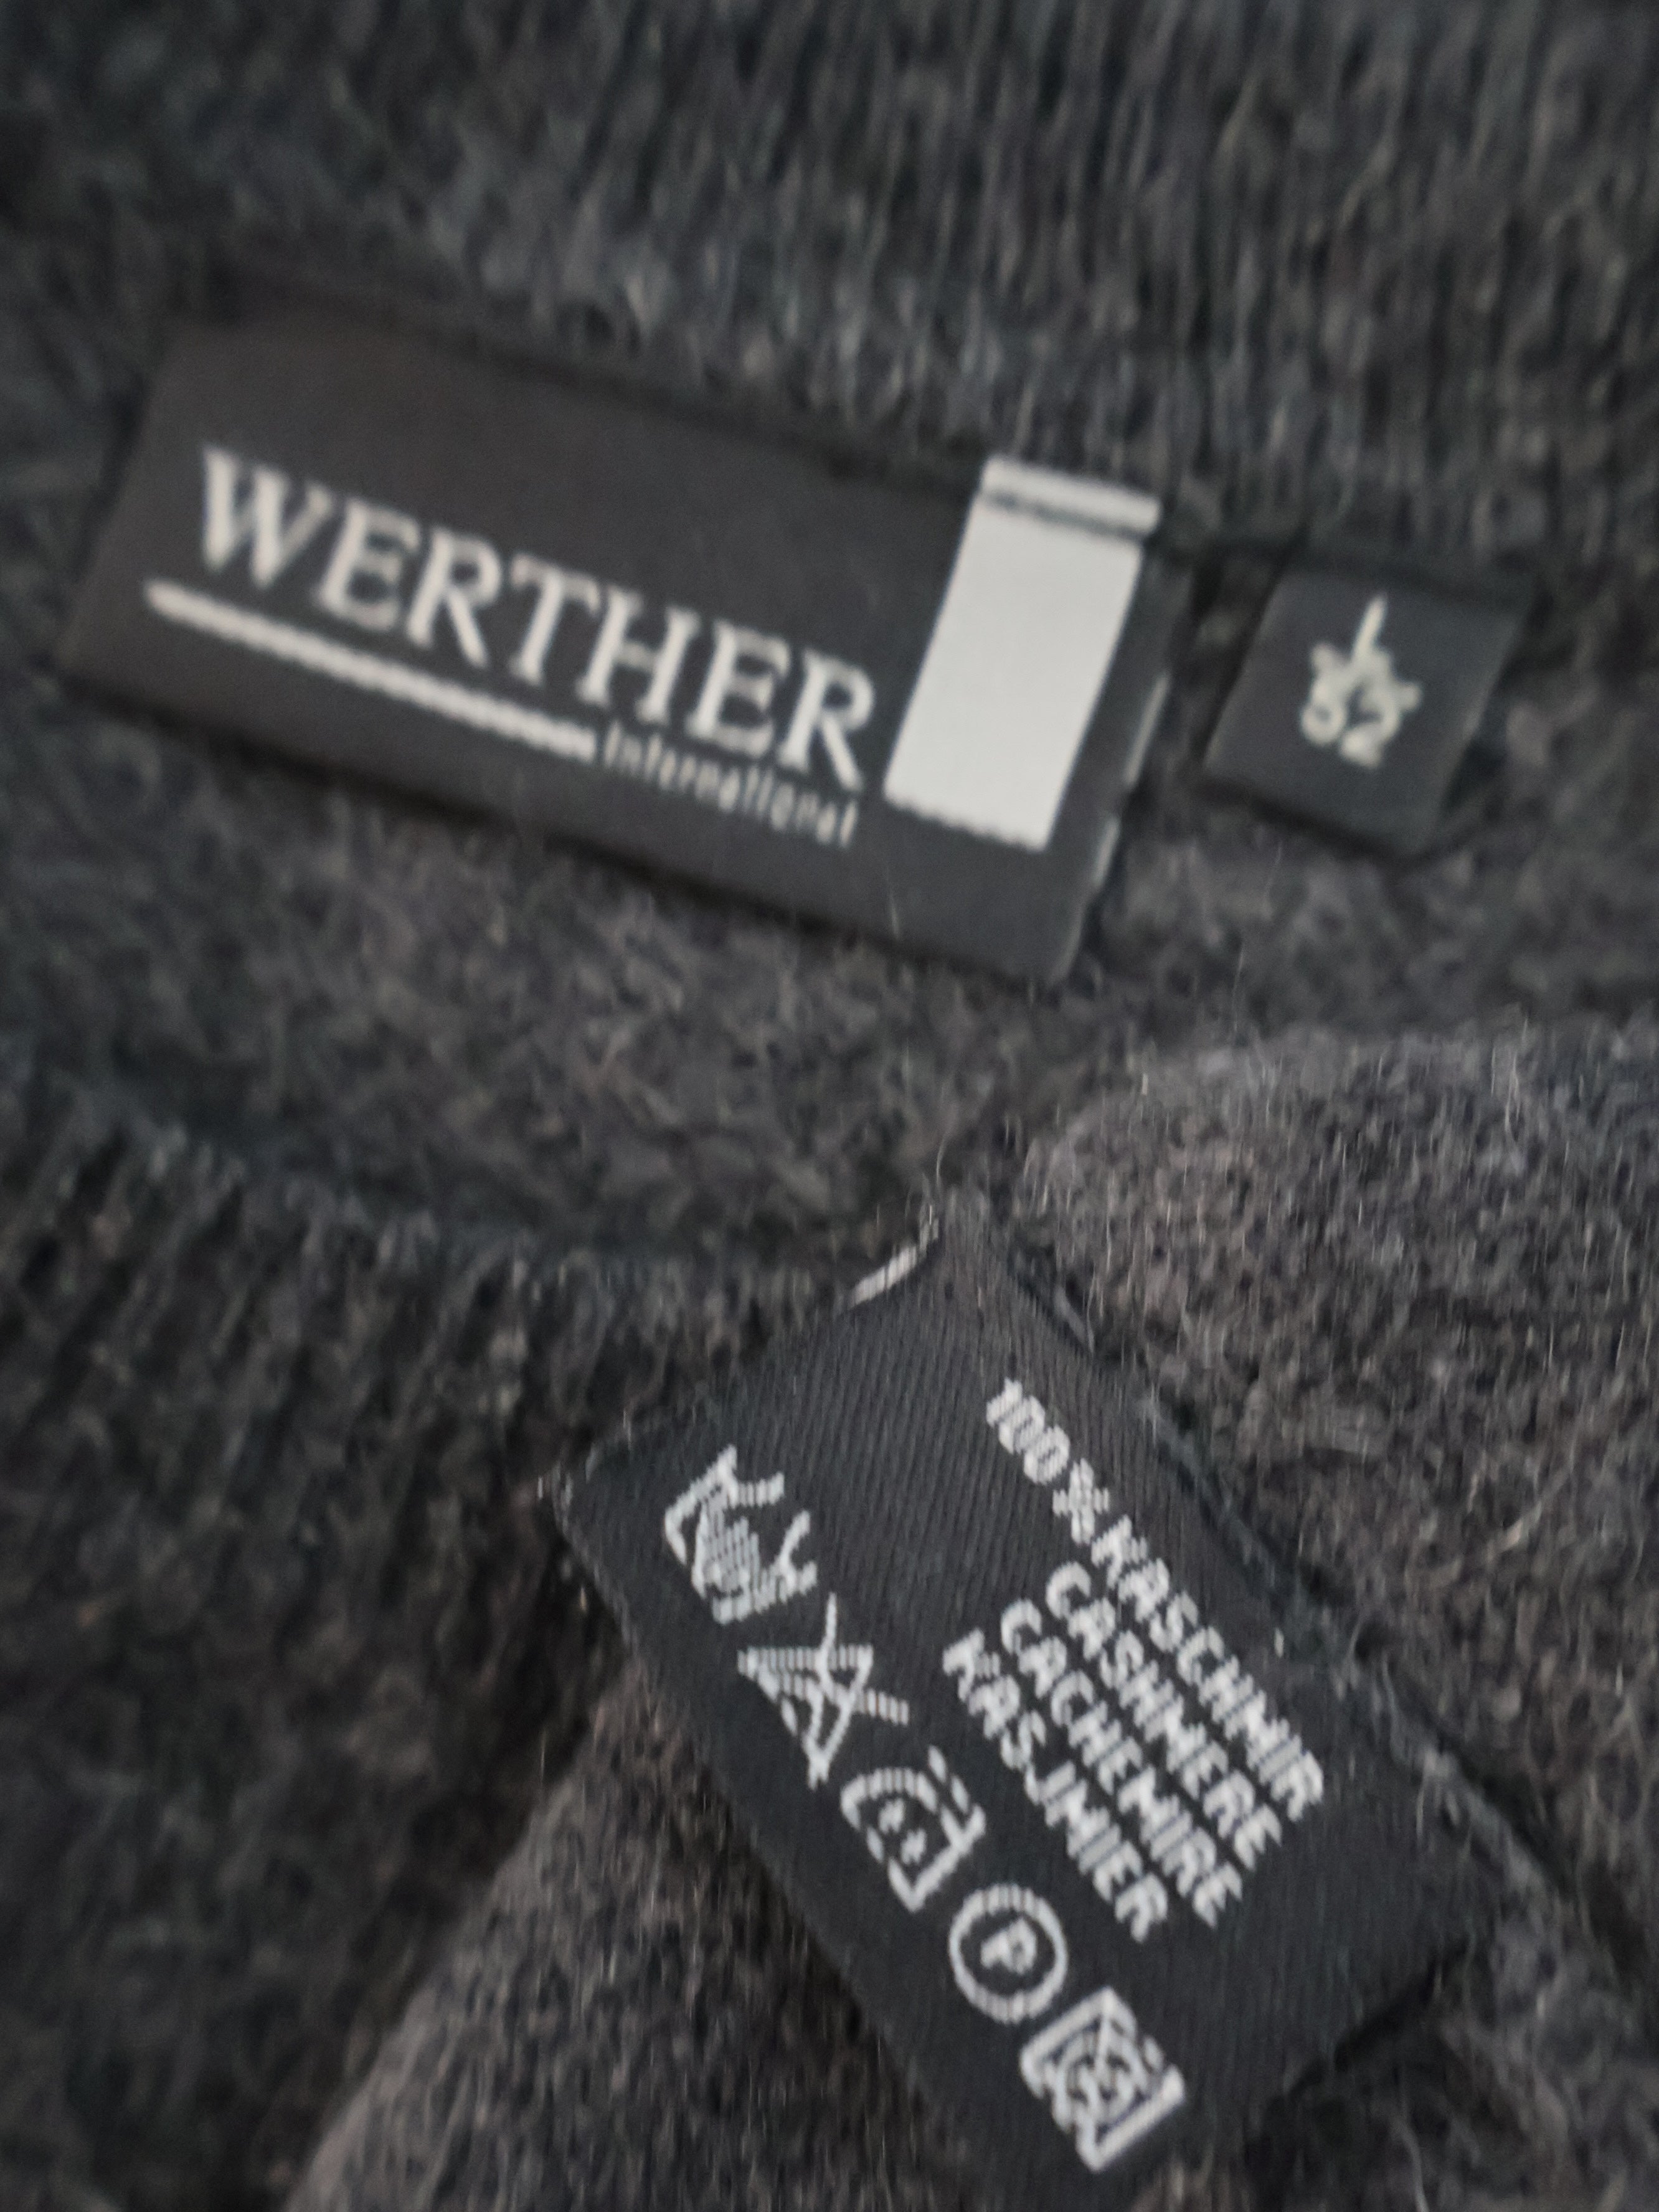 WERTHER
International
52
100%KASCHMIR
CASHMERE
CACHEMIRE
KASJMIER
P